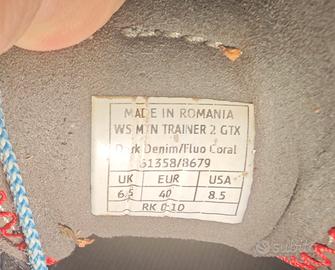 MADE IN ROMANIA
WS MTN TRAINER 2 GTX
Dark Denim/Fluo Coral
61358/8679
UK EUR USA
6.5 40 8.5
RK 0-10
subito